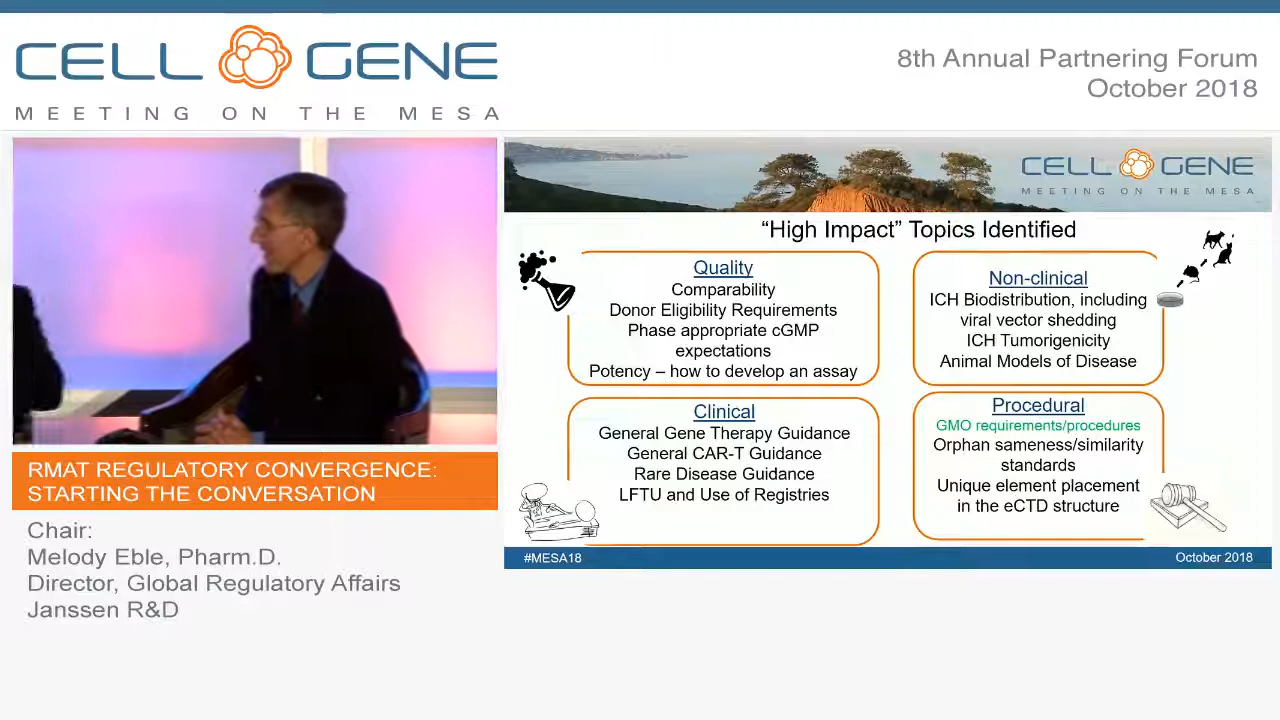 CELL GENE
MEETING ON THE MESA
8th Annual Partnering Forum
October 2018
CELL GENE
MEETING ON THE MESA
“High Impact” Topics Identified
Quality
Comparability
Donor Eligibility Requirements
Phase appropriate cGMP
expectations
Potency – how to develop an assay
Non-clinical
ICH Biodistribution, including
viral vector shedding
ICH Tumorigenicity
Animal Models of Disease
Clinical
General Gene Therapy Guidance
General CAR-T Guidance
Rare Disease Guidance
LFTU and Use of Registries
Procedural
GMO requirements/procedures
Orphan sameness/similarity
standards
Unique element placement
in the eCTD structure
#MESA18
October 2018
RMAT REGULATORY CONVERGENCE:
STARTING THE CONVERSATION
Chair:
Melody Eble, Pharm.D.
Director, Global Regulatory Affairs
Janssen R&D